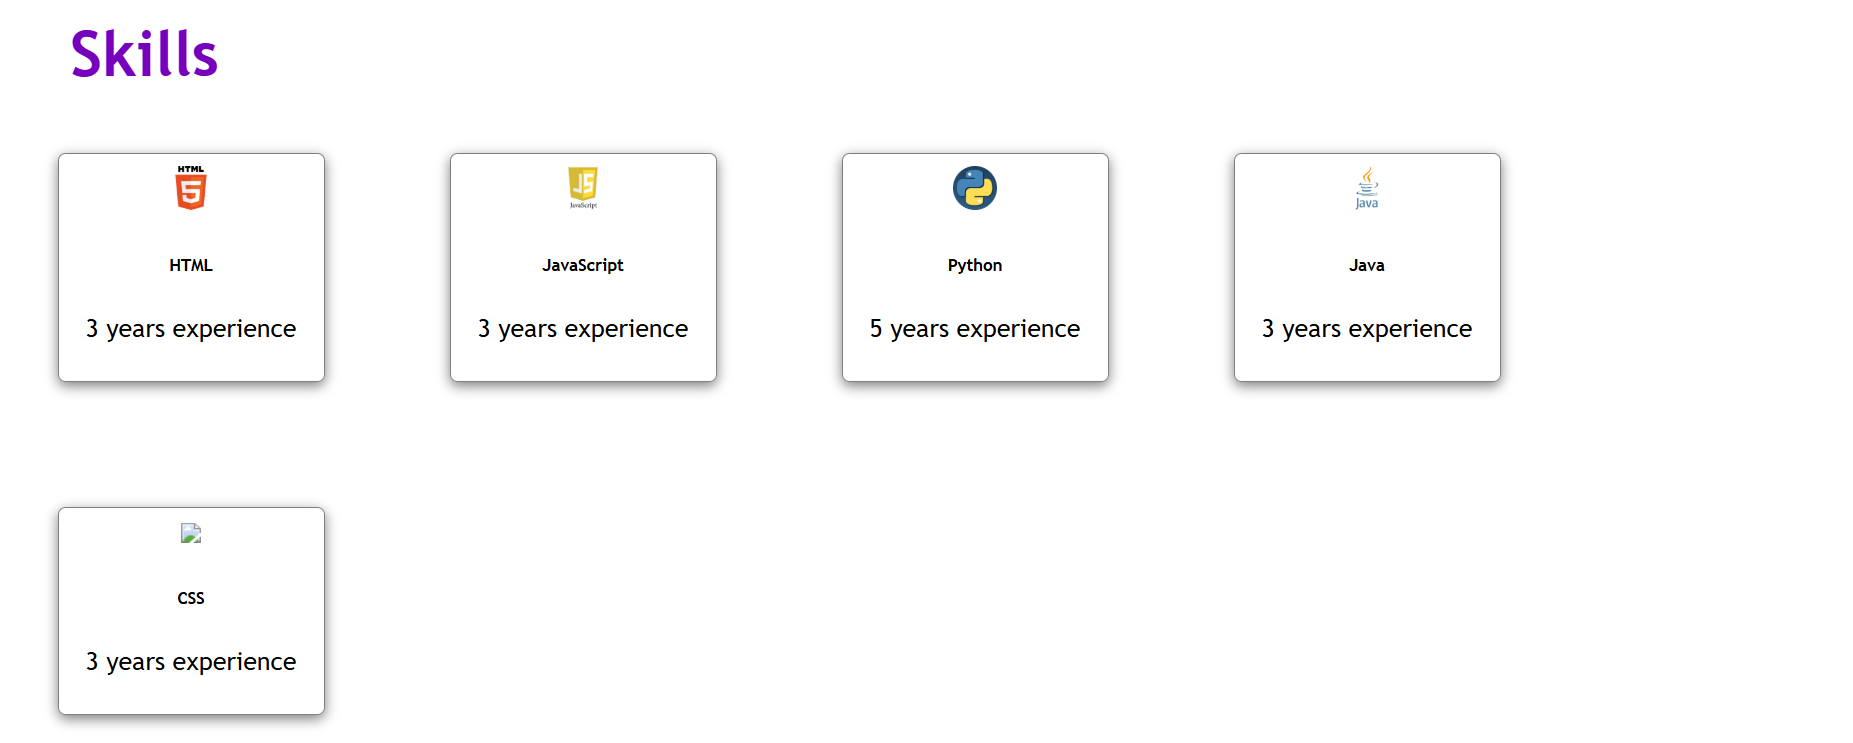 Skills
HTML
5
HTML
3 years experience
JS
JavaScript
JavaScript
3 years experience
Python
5 years experience
Java
Java
3 years experience
CSS
3 years experience